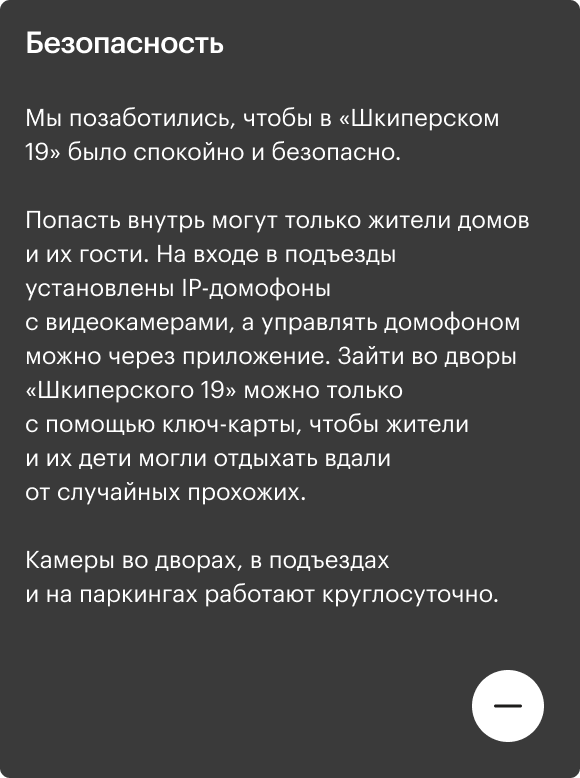 Безопасность
Мы позаботились, чтобы в «Шкиперском
19» было спокойно и безопасно.
Попасть внутрь могут только жители домов
и их гости. На входе в подъезды
установлены IP-домофоны
с видеокамерами, а управлять домофоном
можно через приложение. Зайти во дворы
«Шкиперского 19» можно только
с помощью ключ-карты, чтобы жители
и их дети могли отдыхать вдали
от случайных прохожих.
Камеры во дворах, в подъездах
и на паркингах работают круглосуточно.